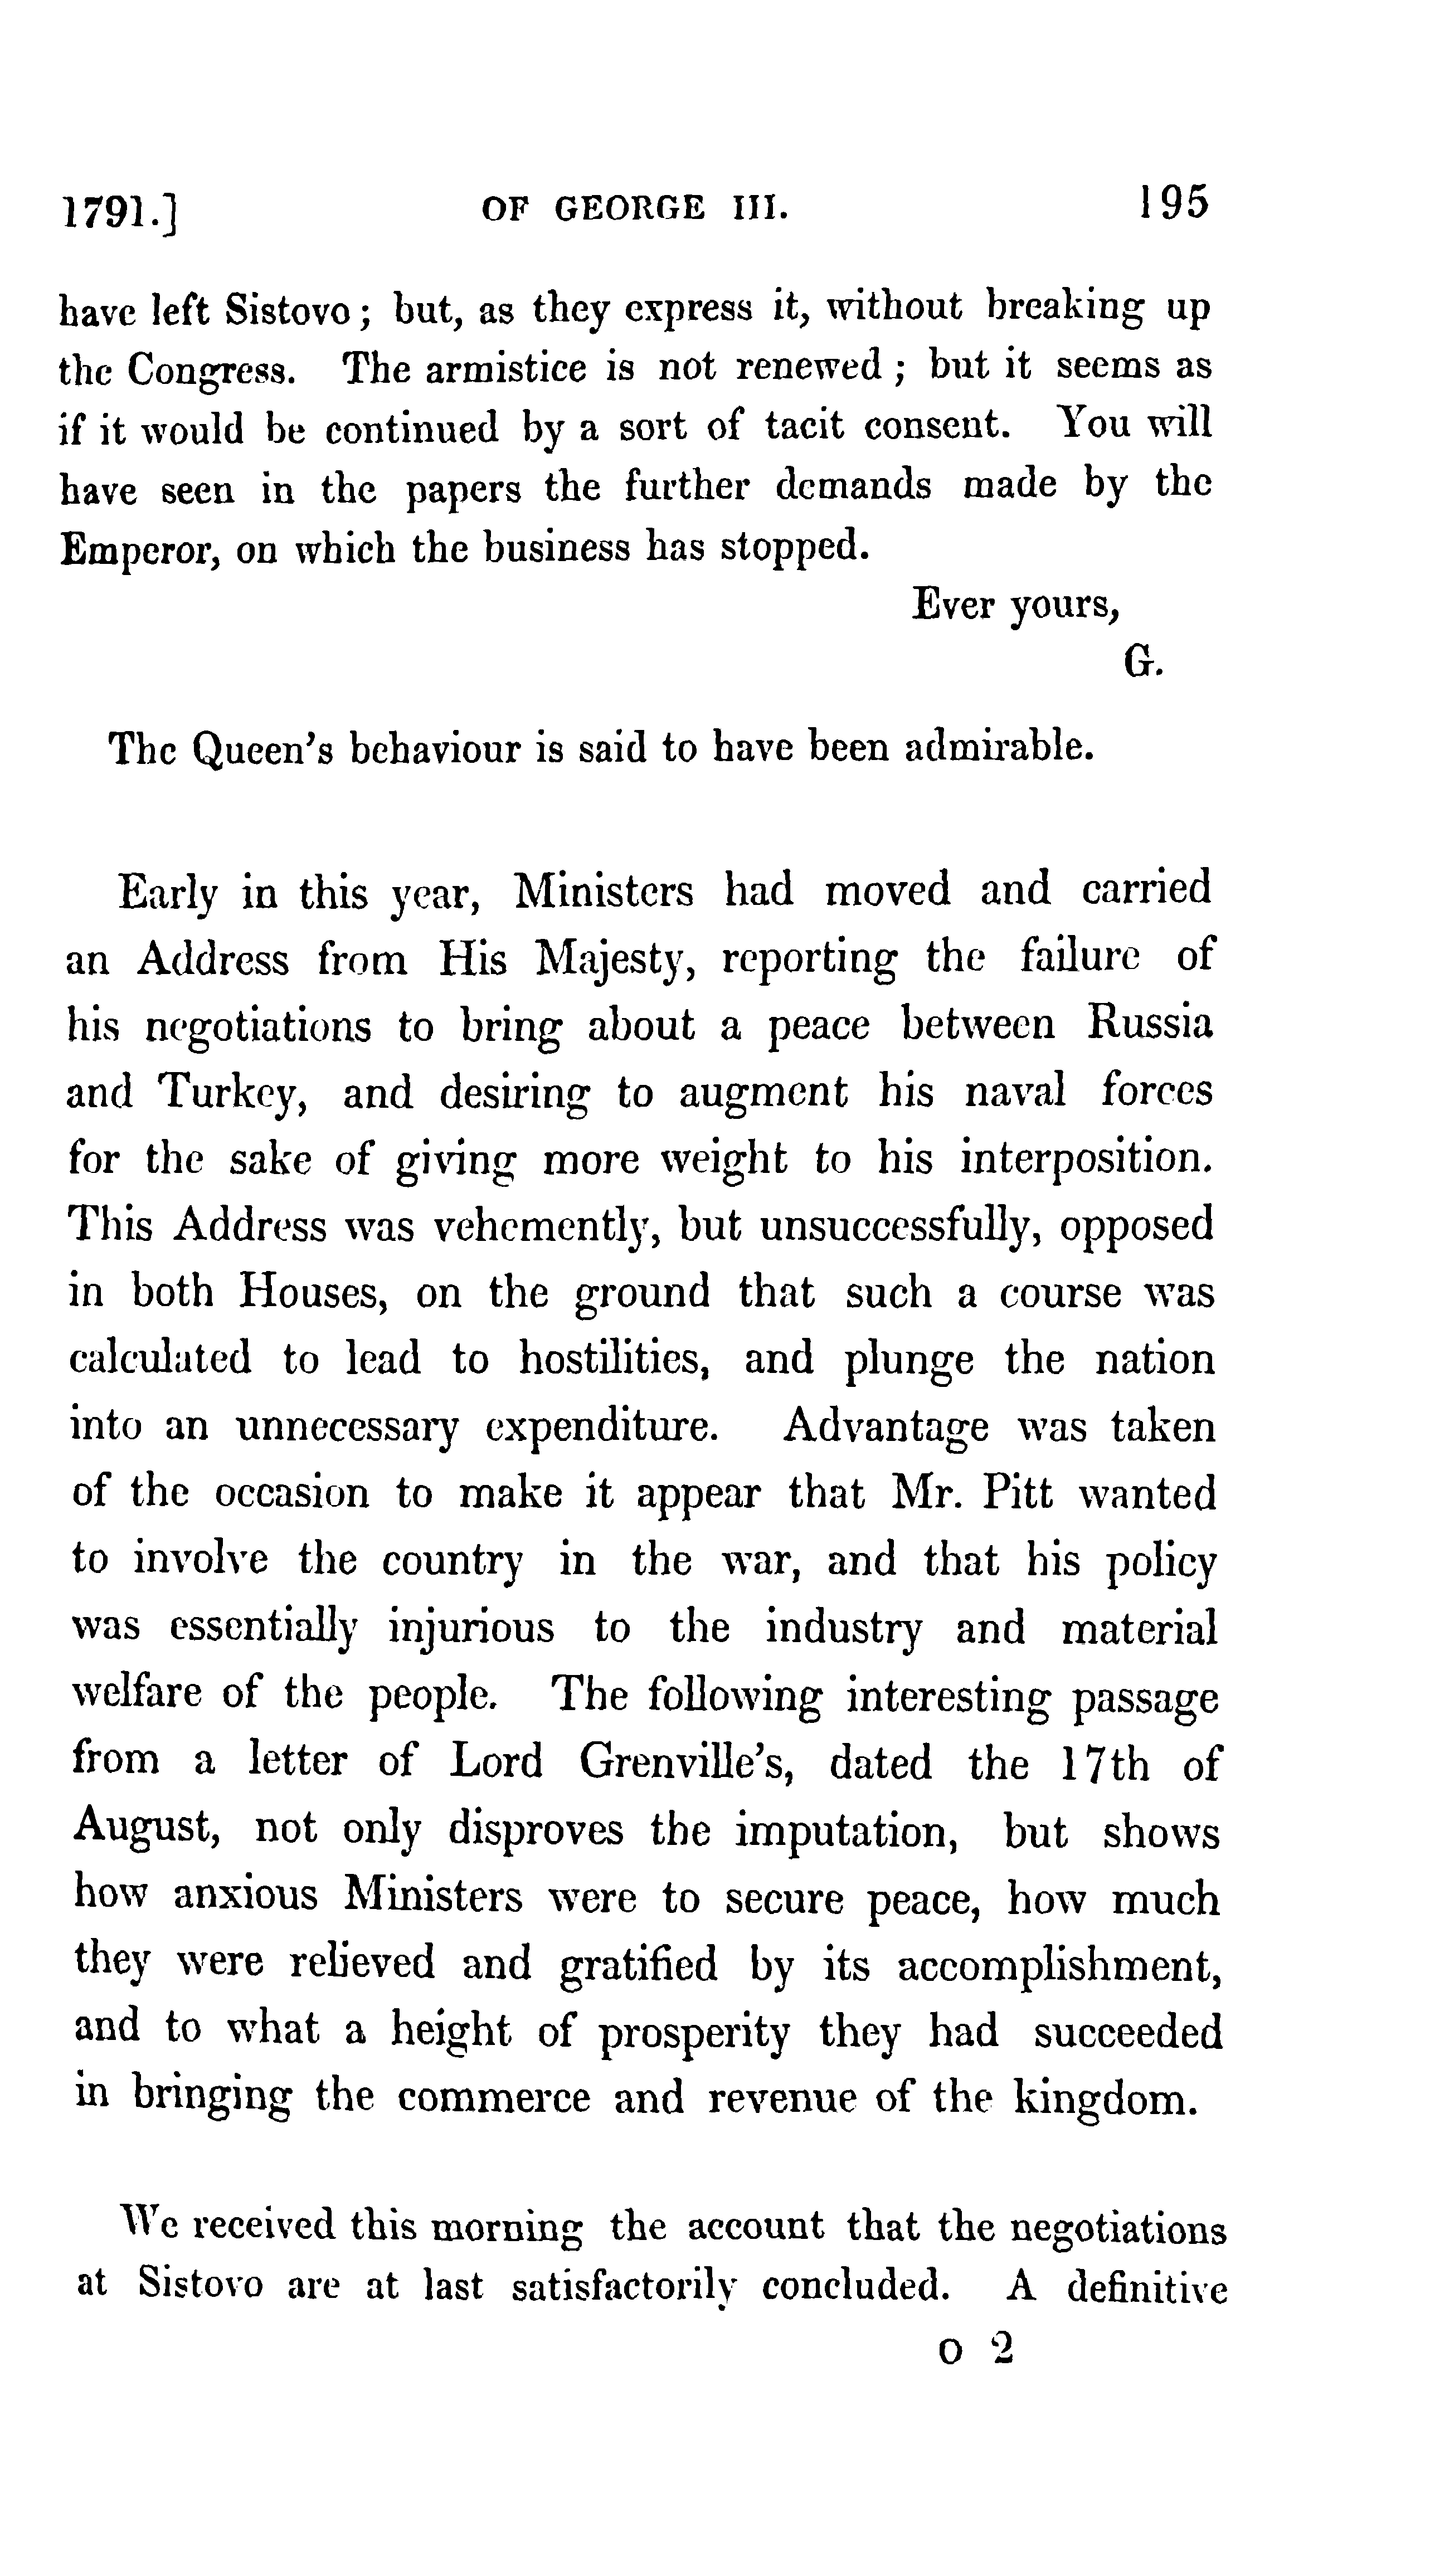 1791.] OF GEORGE III. 195
have left Sistovo; but, as they express it, without breaking up
the Congress. The armistice is not renewed; but it seems as
if it would be continued by a sort of tacit consent. You will
have seen in the papers the further demands made by the
Emperor, on which the business has stopped.
Ever yours,
G.
The Queen's behaviour is said to have been admirable.
Early in this year, Ministers had moved and carried
an Address from His Majesty, reporting the failure of
his negotiations to bring about a peace between Russia
and Turkey, and desiring to augment his naval forces
for the sake of giving more weight to his interposition.
This Address was vehemently, but unsuccessfully, opposed
in both Houses, on the ground that such a course was
calculated to lead to hostilities, and plunge the nation
into an unnecessary expenditure. Advantage was taken
of the occasion to make it appear that Mr. Pitt wanted
to involve the country in the war, and that his policy
was essentially injurious to the industry and material
welfare of the people. The following interesting passage
from a letter of Lord Grenville's, dated the 17th of
August, not only disproves the imputation, but shows
how anxious Ministers were to secure peace, how much
they were relieved and gratified by its accomplishment,
and to what a height of prosperity they had succeeded
in bringing the commerce and revenue of the kingdom.
We received this morning the account that the negotiations
at Sistovo are at last satisfactorily concluded. A definitive
O 2